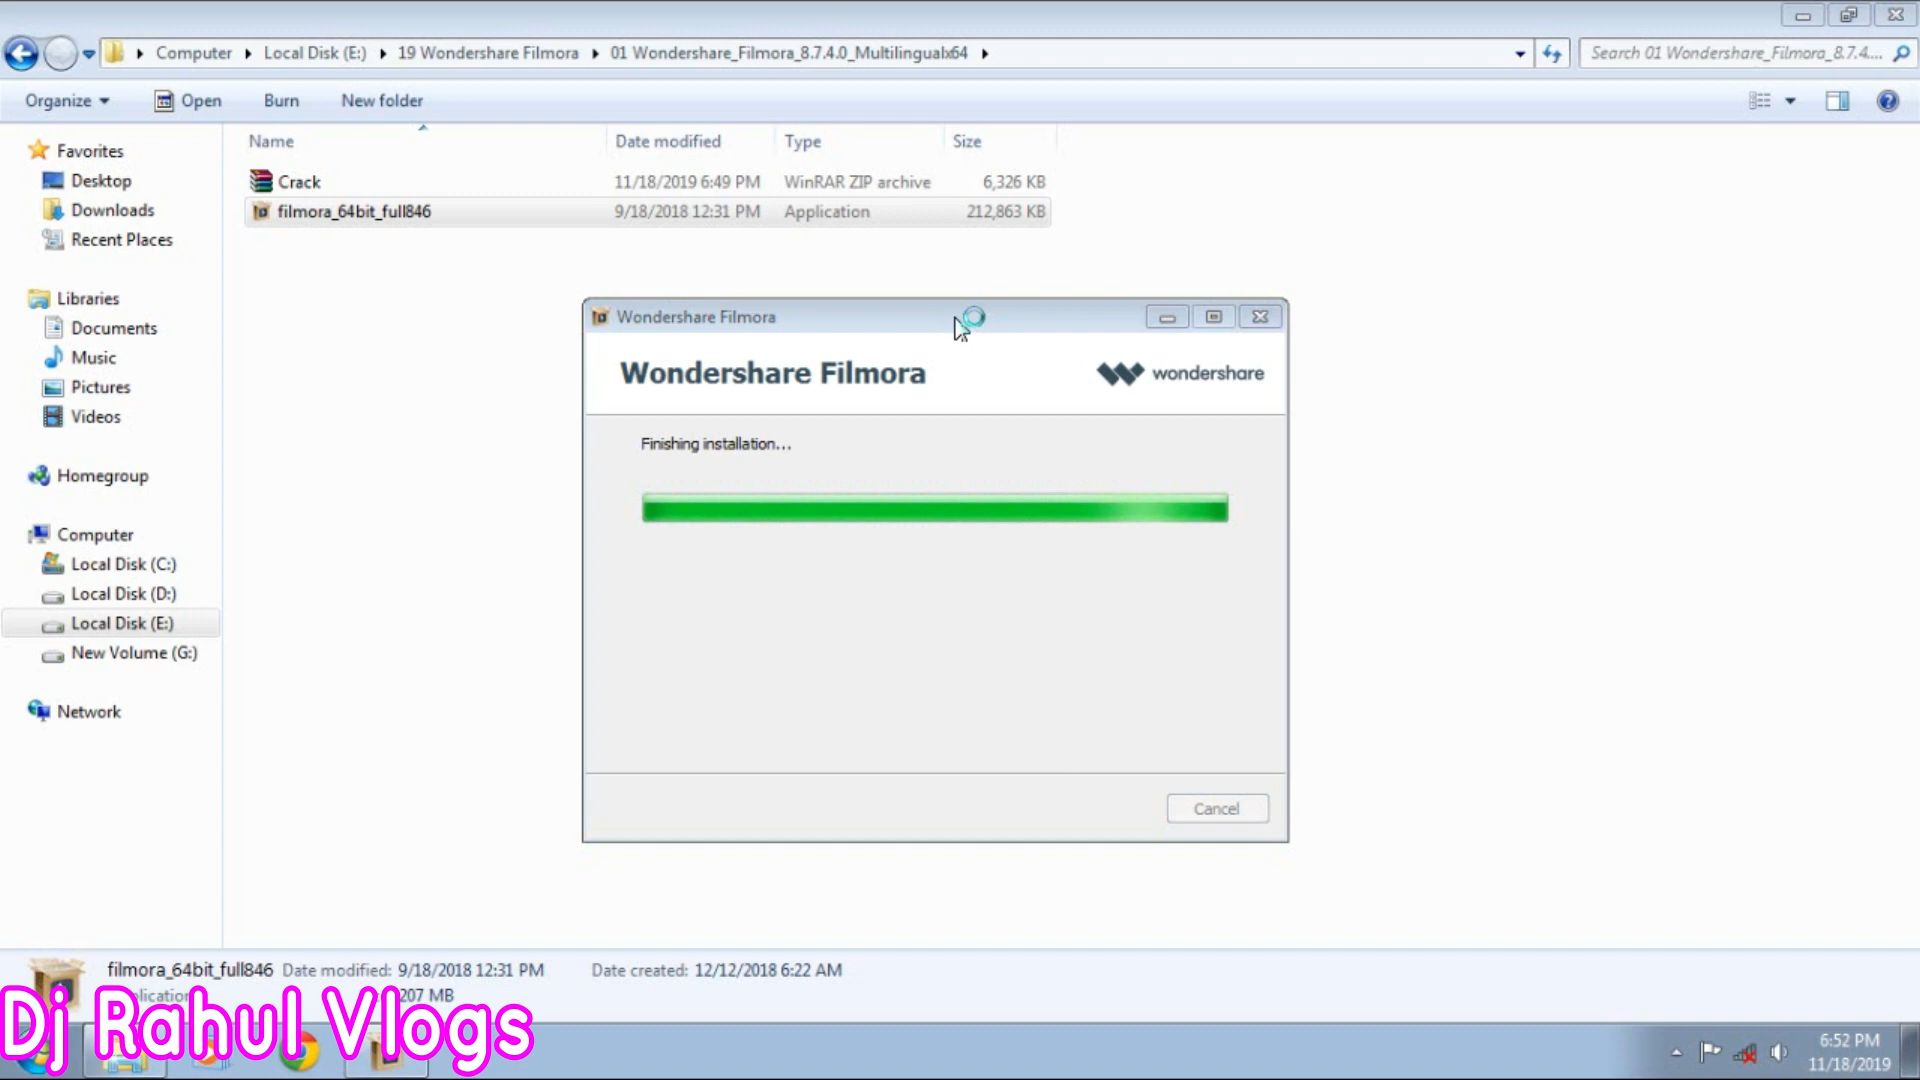 Computer
Local Disk (E:)
19 Wondershare Filmora
01 Wondershare_Filmora_8.7.4.0_Multilingualx64
Search 01 Wondershare_Filmora_8.7.4....
Organize
Open
Burn
New folder
Name
Date modified
Type
Size
Crack
11/18/2019 6:49 PM
WinRAR ZIP archive
6,326 KB
filmora_64bit_full846
9/18/2018 12:31 PM
Application
212,863 KB
Favorites
Desktop
Downloads
Recent Places
Libraries
Documents
Music
Pictures
Videos
Homegroup
Computer
Local Disk (C:)
Local Disk (D:)
Local Disk (E:)
New Volume (G:)
Network
Wondershare Filmora
Wondershare Filmora
wondershare
Finishing installation...
Cancel
filmora_64bit_full846
Date modified: 9/18/2018 12:31 PM
Date created: 12/12/2018 6:22 AM
207 MB
Dj Rahul Vlogs
6:52 PM
11/18/2019